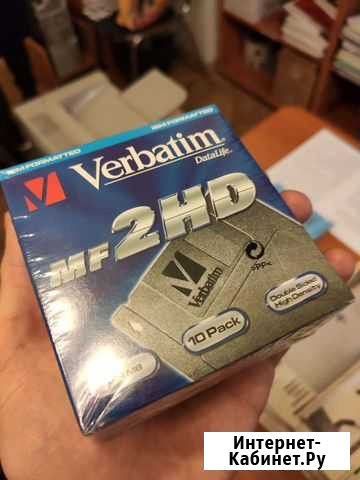 IBM FORMATTED
IBM FORMATTED
Verbatim
DataLife
MF 2HD
Verbatim
10 Pack
Double Sided
High Density
Интернет-
Кабинет.Ру